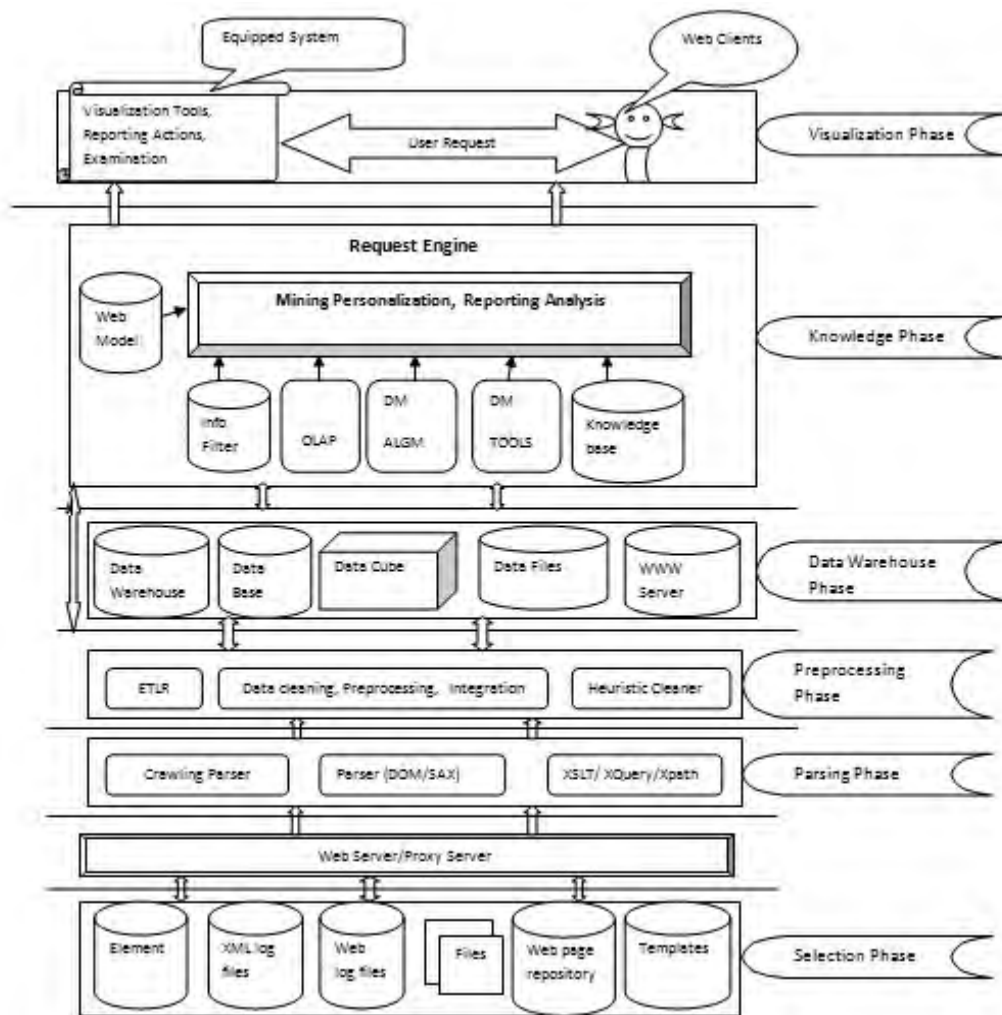 Equipped System
Web Clients
Visualization Tools,
Reporting Actions,
Examination
User Request
Visualization Phase
Request Engine
Web
Model
Mining Personalization, Reporting Analysis
Knowledge Phase
Info
Filter
OLAP
DM
ALGM
DM
TOOLS
Knowledge
base
Data
Warehouse
Data
Base
Data Cube
Data Files
WWW
Server
Data Warehouse
Phase
ETLR
Data cleaning, Preprocessing, Integration
Heuristic Cleaner
Preprocessing
Phase
Crawling Parser
Parser (DOM/SAX)
XSLT/ XQuery/Xpath
Parsing Phase
Web Server/Proxy Server
Element
XML log
files
Web
log files
Files
Web page
repository
Templates
Selection Phase